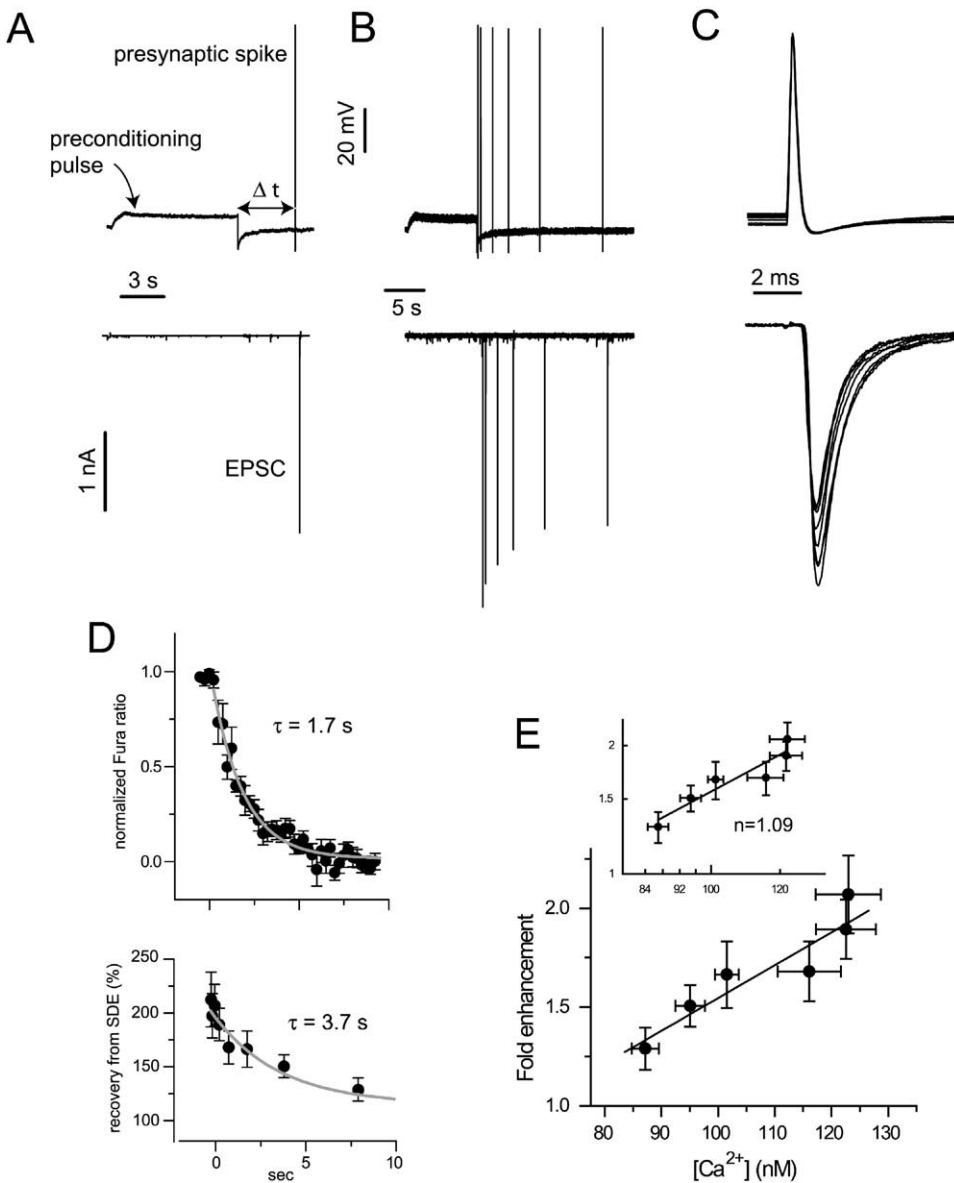 A
presynaptic spike
preconditioning
pulse
Δ t
3 s
1 nA
EPSC
B
20 mV
5 s
C
2 ms
D
normalized Fura ratio
1.0
0.5
0.0
τ = 1.7 s
0
5
10
recovery from SDE (%)
250
200
150
100
τ = 3.7 s
0
5
10
sec
E
2
1.5
1
n=1.09
84
92
100
120
Fold enhancement
2.0
1.5
1.0
80
90
100
110
120
130
[Ca2+] (nM)